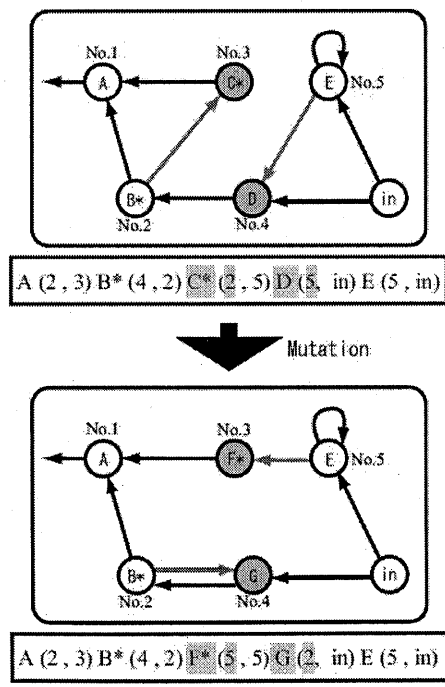 No.1
No.3
A
C*
E
No.5
B*
D
in
No.2
No.4
A (2 , 3) B* (4 , 2) C* (2 , 5) D (5, in) E (5 , in)
Mutation
No.1
No.3
A
F*
E
No.5
B*
G
in
No.2
No.4
A (2 , 3) B* (4 , 2) F* (5 , 5) G (2, in) E (5 , in)